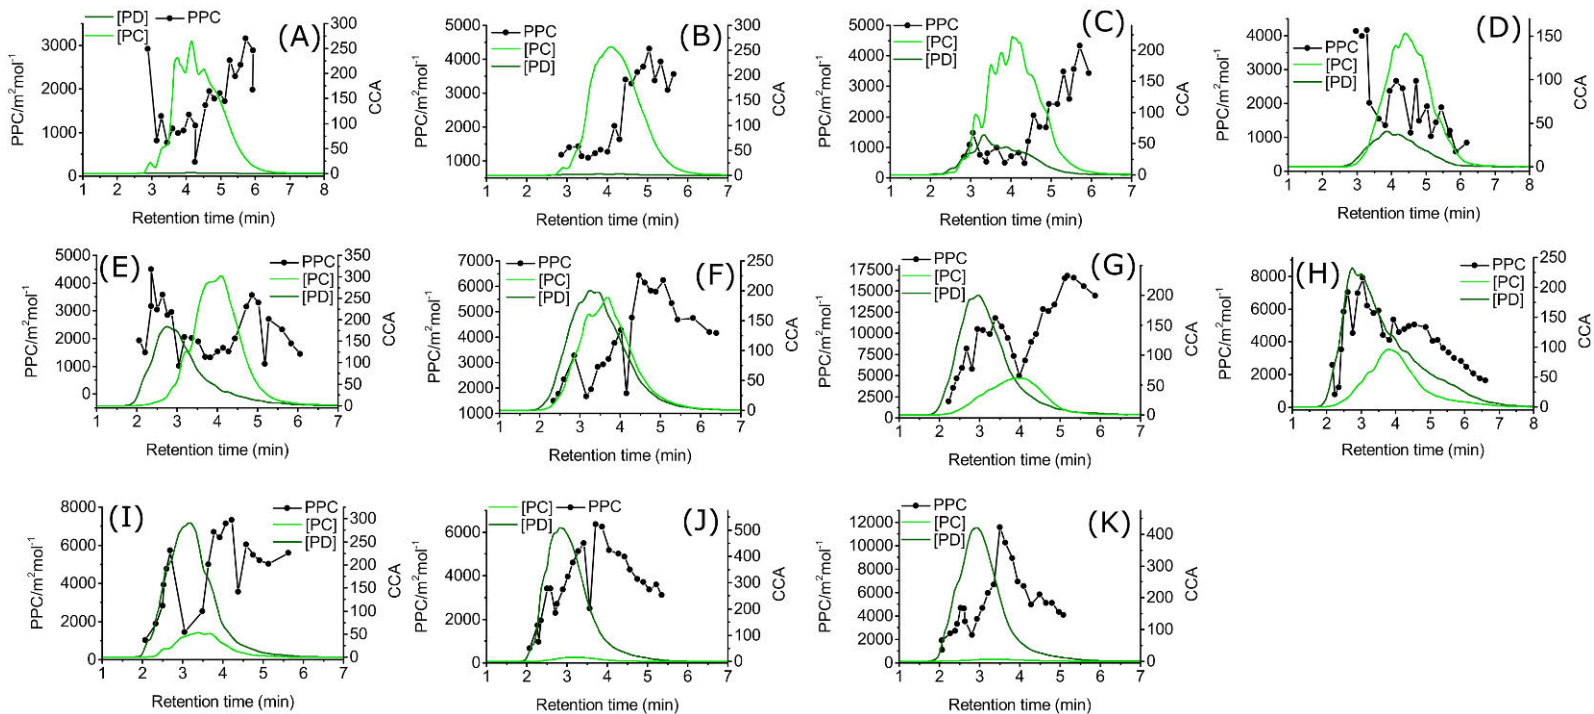 [PD] PPC
[PC]
(A)
PPC/m²mol⁻¹
3000
2000
1000
0
300
250
200
150
100
50
0
CCA
1 2 3 4 5 6 7 8
Retention time (min)
PPC
[PC]
[PD]
(B)
PPC/m²mol⁻¹
5000
4000
3000
2000
1000
300
250
200
150
100
50
0
CCA
1 2 3 4 5 6 7
Retention time (min)
PPC
[PC]
[PD]
(C)
PPC/m²mol⁻¹
5000
4000
3000
2000
1000
0
200
150
100
50
0
CCA
1 2 3 4 5 6 7
Retention time (min)
PPC
[PC]
[PD]
(D)
PPC/m²mol⁻¹
4000
3000
2000
1000
0
150
100
50
0
CCA
1 2 3 4 5 6 7 8
Retention time (min)
(E)
PPC
[PC]
[PD]
PPC/m²mol⁻¹
5000
4000
3000
2000
1000
0
350
300
250
200
150
100
50
0
CCA
1 2 3 4 5 6 7
Retention time (min)
PPC
[PC]
[PD]
(F)
PPC/m²mol⁻¹
7000
6000
5000
4000
3000
2000
1000
250
200
150
100
50
0
CCA
1 2 3 4 5 6 7
Retention time (min)
PPC
[PC]
[PD]
(G)
PPC/m²mol⁻¹
17500
15000
12500
10000
7500
5000
2500
0
200
150
100
50
0
CCA
1 2 3 4 5 6 7
Retention time (min)
(H)
PPC
[PC]
[PD]
PPC/m²mol⁻¹
8000
6000
4000
2000
0
250
200
150
100
50
0
CCA
1 2 3 4 5 6 7 8
Retention time (min)
(I)
PPC
[PC]
[PD]
PPC/m²mol⁻¹
8000
6000
4000
2000
0
300
250
200
150
100
50
0
CCA
1 2 3 4 5 6 7
Retention time (min)
[PC] PPC
[PD]
(J)
PPC/m²mol⁻¹
6000
4000
2000
0
500
400
300
200
100
0
CCA
1 2 3 4 5 6 7
Retention time (min)
PPC
[PC]
[PD]
(K)
PPC/m²mol⁻¹
12000
10000
8000
6000
4000
2000
0
400
300
200
100
0
CCA
1 2 3 4 5 6 7
Retention time (min)